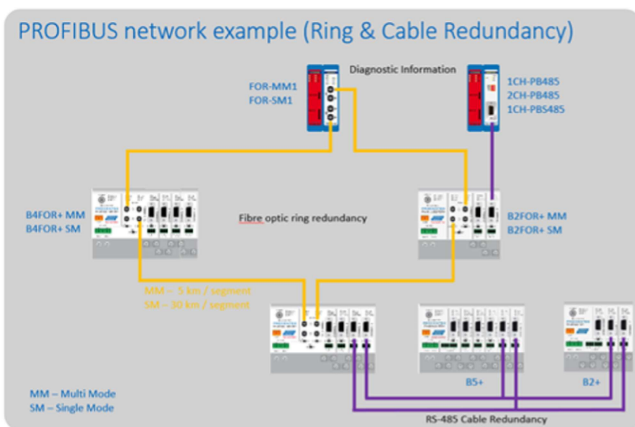 PROFIBUS network example (Ring & Cable Redundancy)
Diagnostic Information
FOR-MM1
FOR-SM1
1CH-PB485
2CH-PB485
1CH-PBS485
B4FOR+ MM
B4FOR+ SM
Fibre optic ring redundancy
B2FOR+ MM
B2FOR+ SM
MM – 5 km / segment
SM – 30 km / segment
B5+
B2+
MM – Multi Mode
SM – Single Mode
RS-485 Cable Redundancy